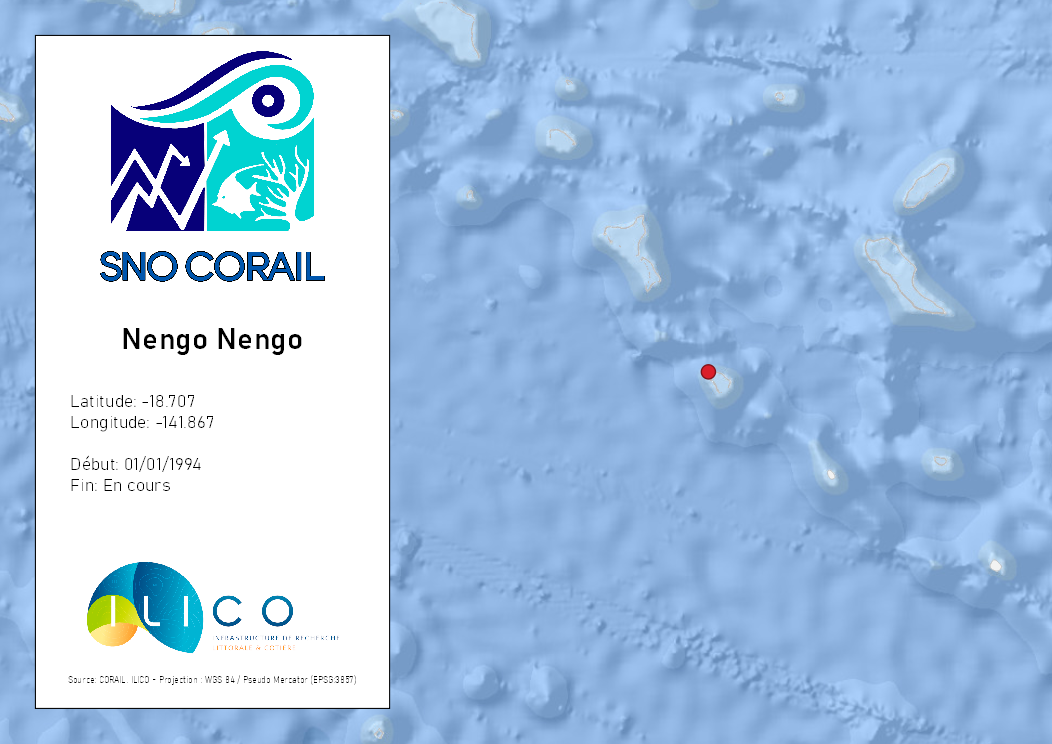 SNO CORAIL
Nengo Nengo
Latitude: -18.707
Longitude: -141.867
Début: 01/01/1994
Fin: En cours
ILICO
INFRASTRUCTURE DE RECHERCHE
LITTORALE & CÔTIÈRE
Source: CORAIL, ILICO - Projection : WGS 84 / Pseudo Mercator (EPSG:3857)